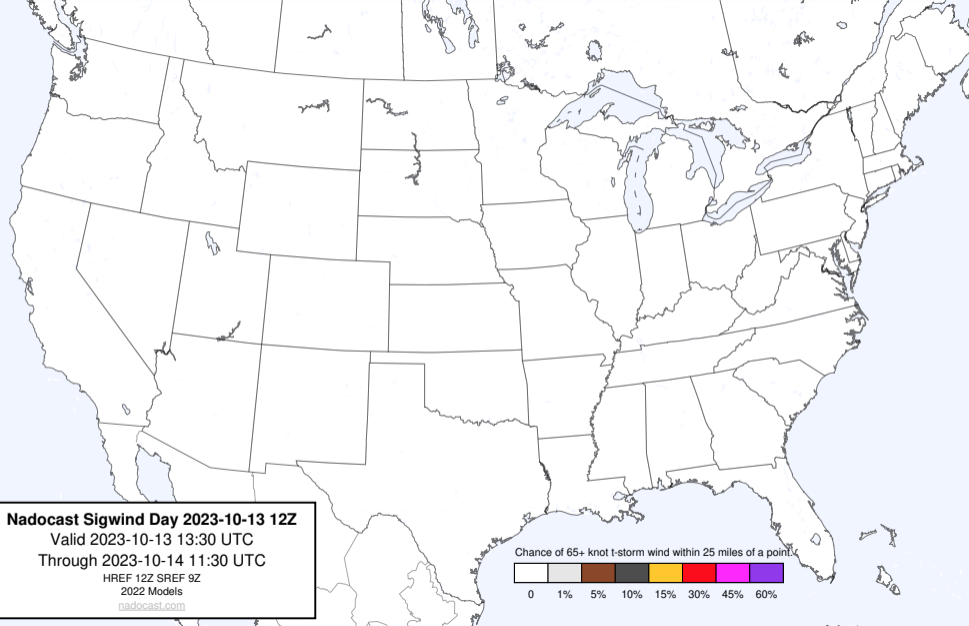 Nadocast Sigwind Day 2023-10-13 12Z
Valid 2023-10-13 13:30 UTC
Through 2023-10-14 11:30 UTC
HREF 12Z SREF 9Z
2022 Models
nadocast.com
Chance of 65+ knot t-storm wind within 25 miles of a point.
0 1% 5% 10% 15% 30% 45% 60%